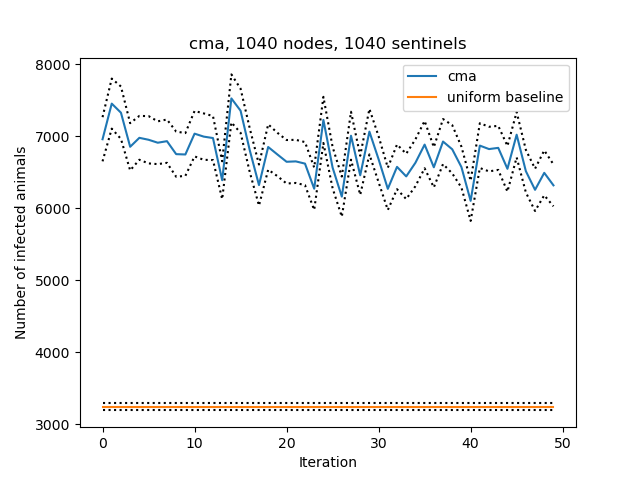 cma, 1040 nodes, 1040 sentinels
cma
uniform baseline
Number of infected animals
8000
7000
6000
5000
4000
3000
0 10 20 30 40 50
Iteration